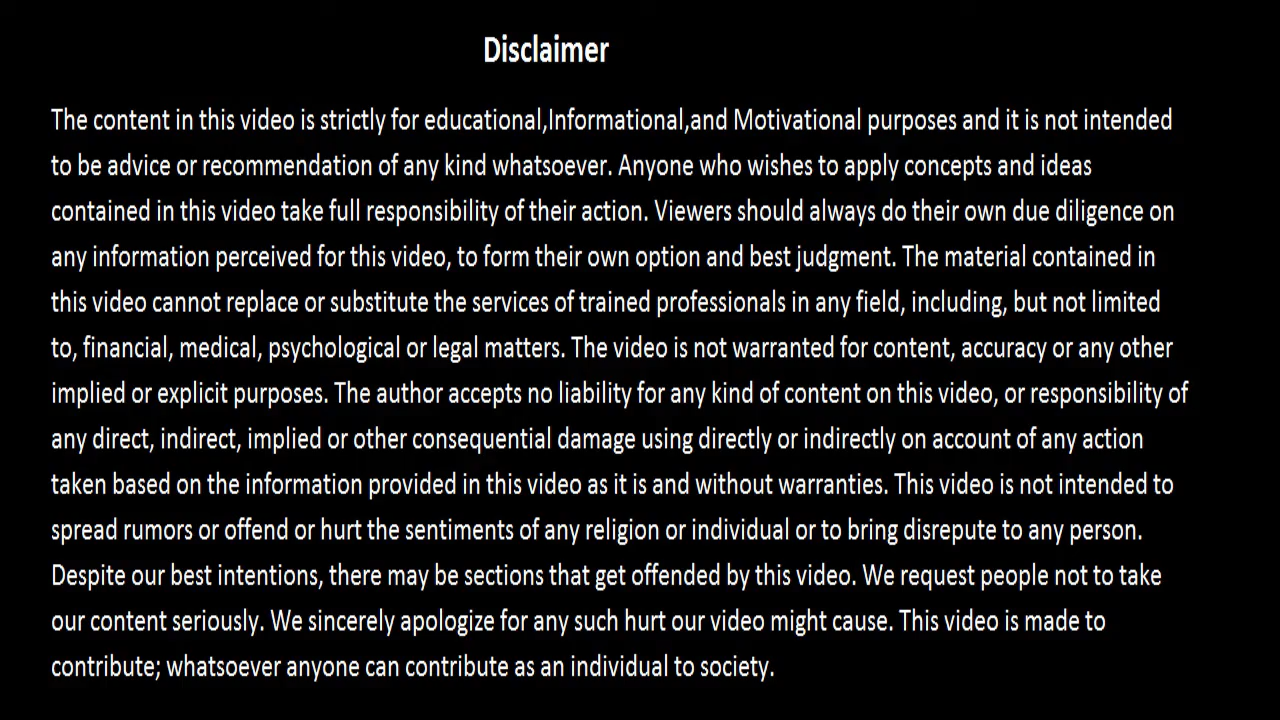 Disclaimer
The content in this video is strictly for educational,Informational,and Motivational purposes and it is not intended
to be advice or recommendation of any kind whatsoever. Anyone who wishes to apply concepts and ideas
contained in this video take full responsibility of their action. Viewers should always do their own due diligence on
any information perceived for this video, to form their own option and best judgment. The material contained in
this video cannot replace or substitute the services of trained professionals in any field, including, but not limited
to, financial, medical, psychological or legal matters. The video is not warranted for content, accuracy or any other
implied or explicit purposes. The author accepts no liability for any kind of content on this video, or responsibility of
any direct, indirect, implied or other consequential damage using directly or indirectly on account of any action
taken based on the information provided in this video as it is and without warranties. This video is not intended to
spread rumors or offend or hurt the sentiments of any religion or individual or to bring disrepute to any person.
Despite our best intentions, there may be sections that get offended by this video. We request people not to take
our content seriously. We sincerely apologize for any such hurt our video might cause. This video is made to
contribute; whatsoever anyone can contribute as an individual to society.